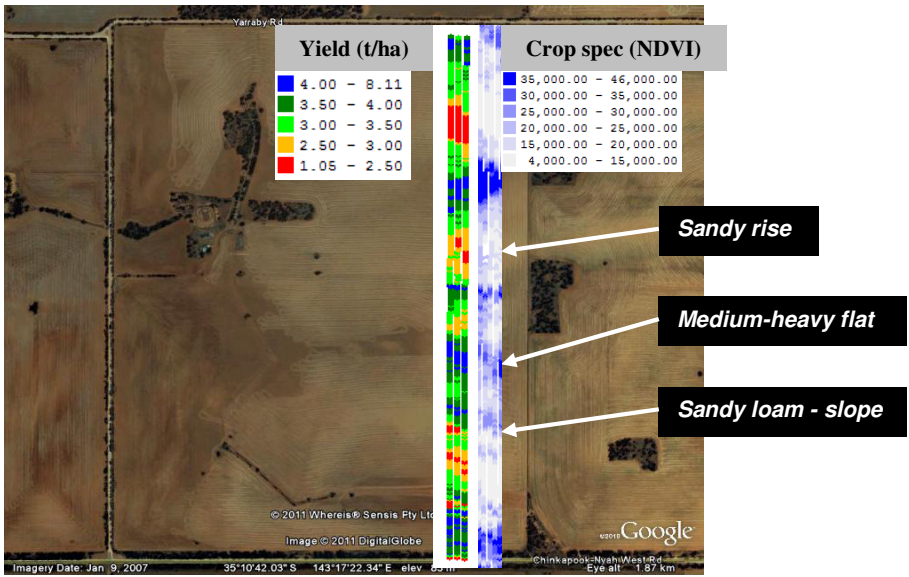 Yarraby Rd
Yield (t/ha)
4.00 - 8.11
3.50 - 4.00
3.00 - 3.50
2.50 - 3.00
1.05 - 2.50
Crop spec (NDVI)
35,000.00 - 46,000.00
30,000.00 - 35,000.00
25,000.00 - 30,000.00
20,000.00 - 25,000.00
15,000.00 - 20,000.00
4,000.00 - 15,000.00
Sandy rise
Medium-heavy flat
Sandy loam - slope
© 2011 Whereis® Sensis Pty Ltd
Image © 2011 DigitalGlobe
©2010 Google
Chinkapook-Nyah West Rd
Imagery Date: Jan 9, 2007 35°10'42.03" S 143°17'22.34" E elev 85 m Eye alt 1.87 km